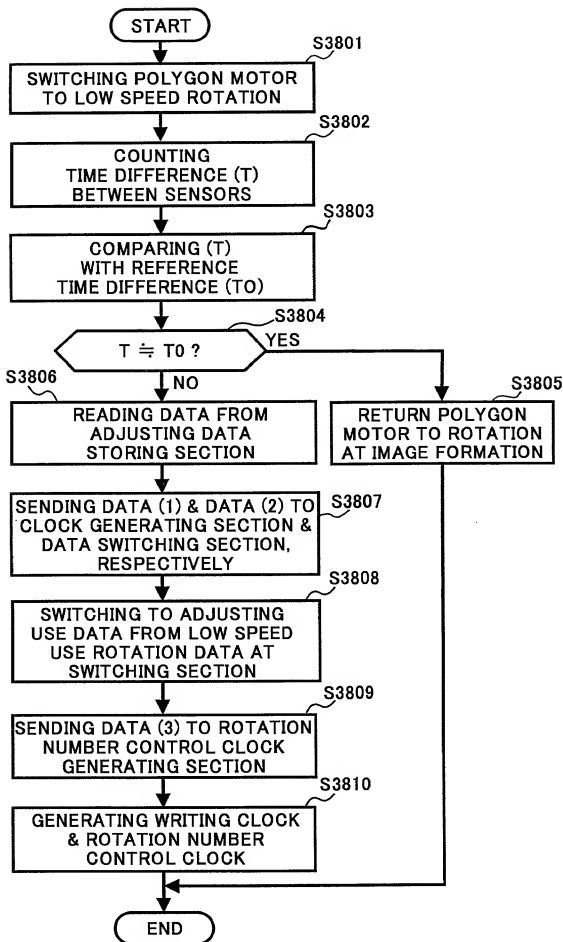 START
S3801
SWITCHING POLYGON MOTOR
TO LOW SPEED ROTATION
S3802
COUNTING
TIME DIFFERENCE (T)
BETWEEN SENSORS
S3803
COMPARING (T)
WITH REFERENCE
TIME DIFFERENCE (TO)
S3804
T ≒ T0 ?
YES
NO
S3805
RETURN POLYGON
MOTOR TO ROTATION
AT IMAGE FORMATION
S3806
READING DATA FROM
ADJUSTING DATA
STORING SECTION
S3807
SENDING DATA (1) & DATA (2) TO
CLOCK GENERATING SECTION &
DATA SWITCHING SECTION,
RESPECTIVELY
S3808
SWITCHING TO ADJUSTING
USE DATA FROM LOW SPEED
USE ROTATION DATA AT
SWITCHING SECTION
S3809
SENDING DATA (3) TO ROTATION
NUMBER CONTROL CLOCK
GENERATING SECTION
S3810
GENERATING WRITING CLOCK
& ROTATION NUMBER
CONTROL CLOCK
END